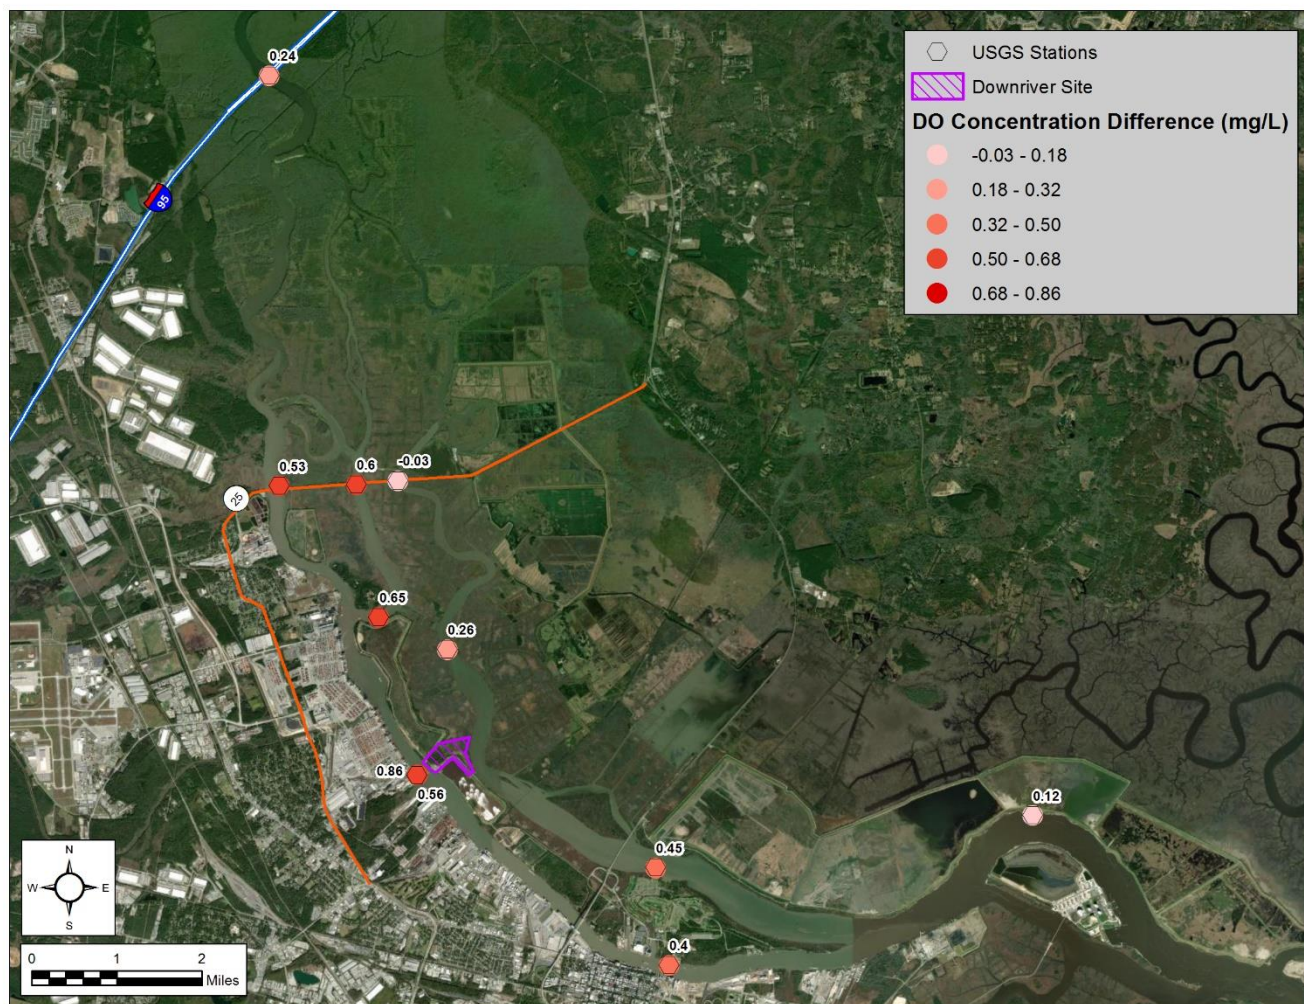 0.24
USGS Stations
Downriver Site
DO Concentration Difference (mg/L)
-0.03 - 0.18
0.18 - 0.32
0.32 - 0.50
0.50 - 0.68
0.68 - 0.86
95
0.53
0.6
-0.03
25
0.65
0.26
0.86
0.56
0.12
0.45
0.4
N
W E
S
0 1 2
Miles